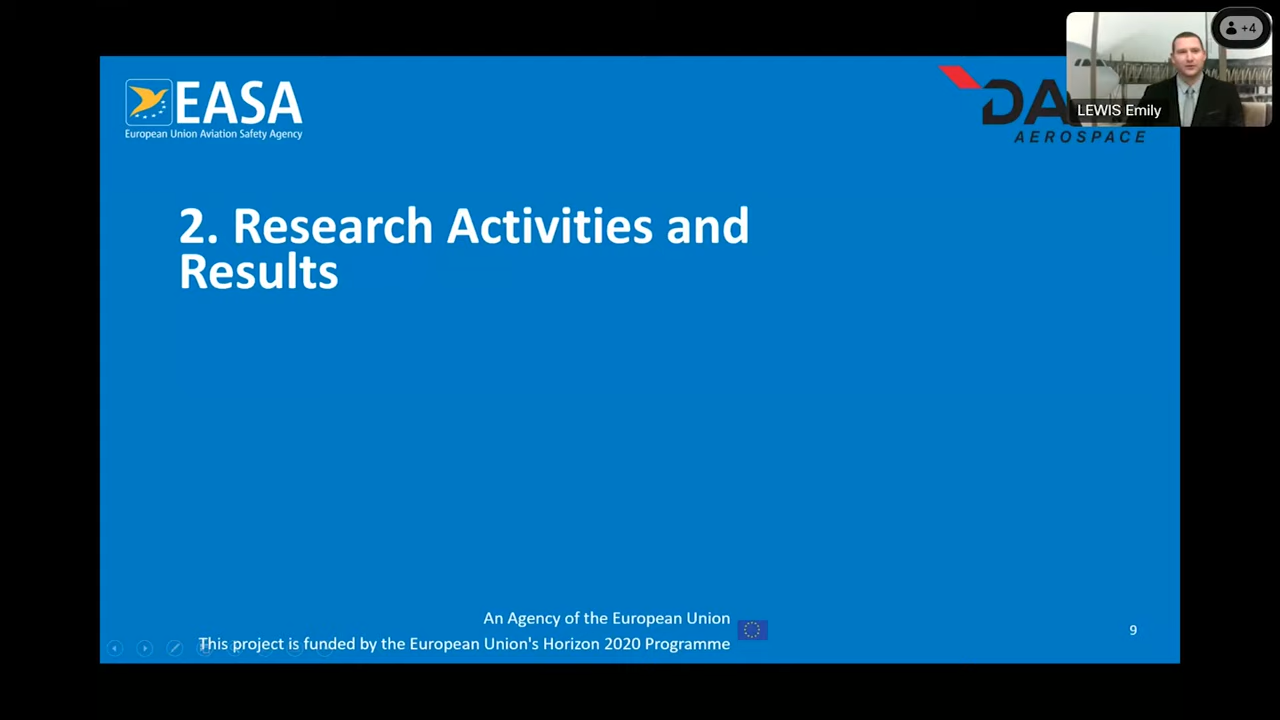 EASA
European Union Aviation Safety Agency
AEROSPACE
+4
LEWIS Emily
2. Research Activities and
Results
An Agency of the European Union
This project is funded by the European Union's Horizon 2020 Programme
9